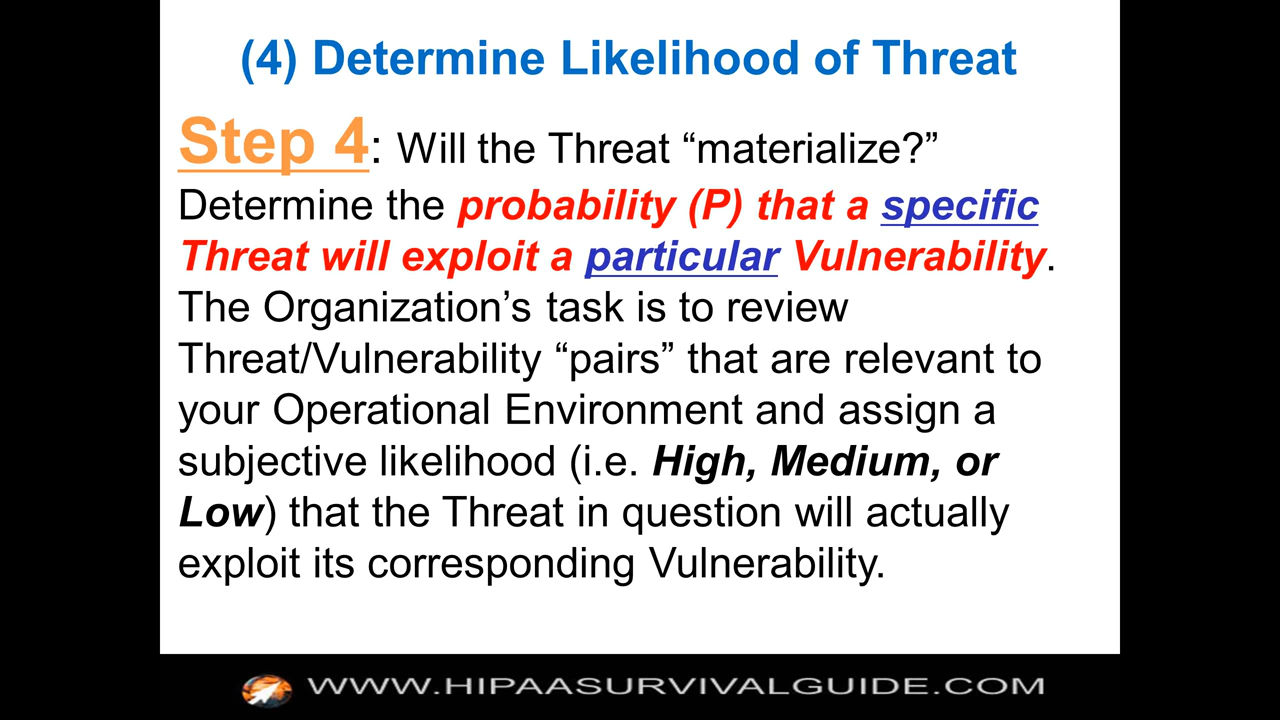 (4) Determine Likelihood of Threat
Step 4: Will the Threat “materialize?”
Determine the probability (P) that a specific
Threat will exploit a particular Vulnerability.
The Organization’s task is to review
Threat/Vulnerability “pairs” that are relevant to
your Operational Environment and assign a
subjective likelihood (i.e. High, Medium, or
Low) that the Threat in question will actually
exploit its corresponding Vulnerability.
WWW.HIPAASURVIVALGUIDE.COM